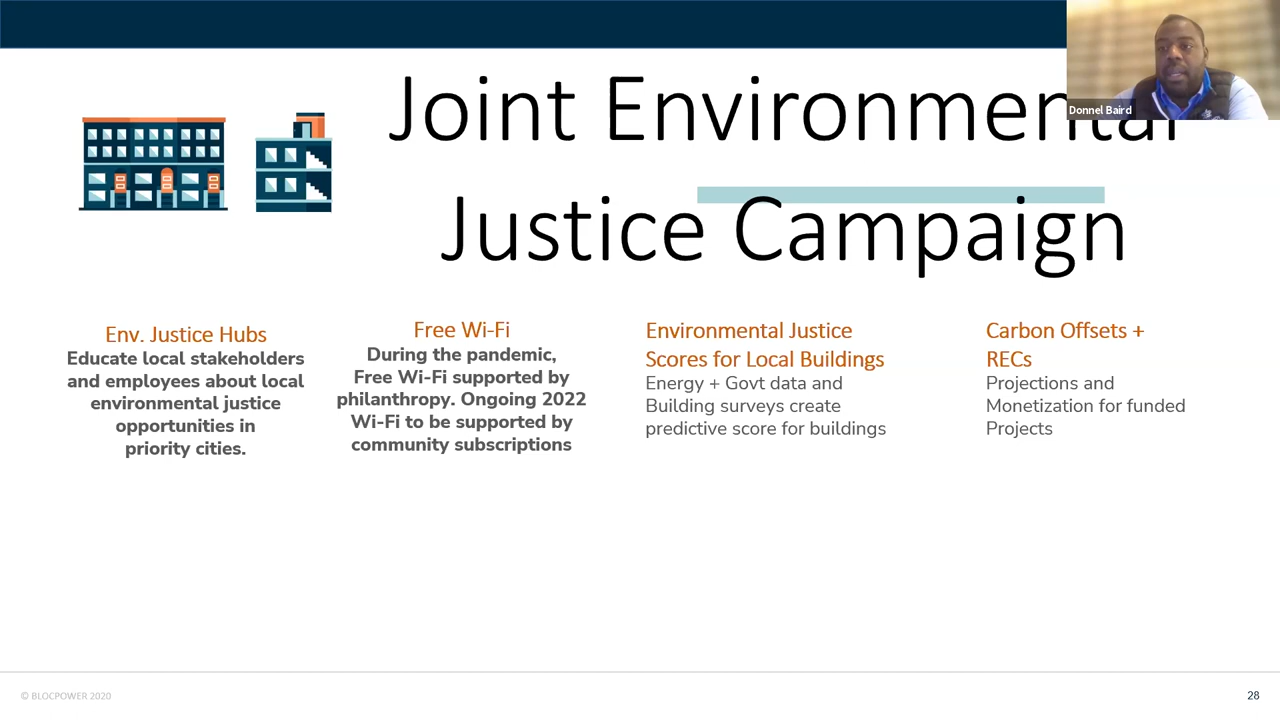 Joint Environmental
Donnel Baird
Justice Campaign
Env. Justice Hubs
Educate local stakeholders
and employees about local
environmental justice
opportunities in
priority cities.
Free Wi-Fi
During the pandemic,
Free Wi-Fi supported by
philanthropy. Ongoing 2022
Wi-Fi to be supported by
community subscriptions
Environmental Justice
Scores for Local Buildings
Energy + Govt data and
Building surveys create
predictive score for buildings
Carbon Offsets +
RECs
Projections and
Monetization for funded
Projects
© BLOCPOWER 2020
28